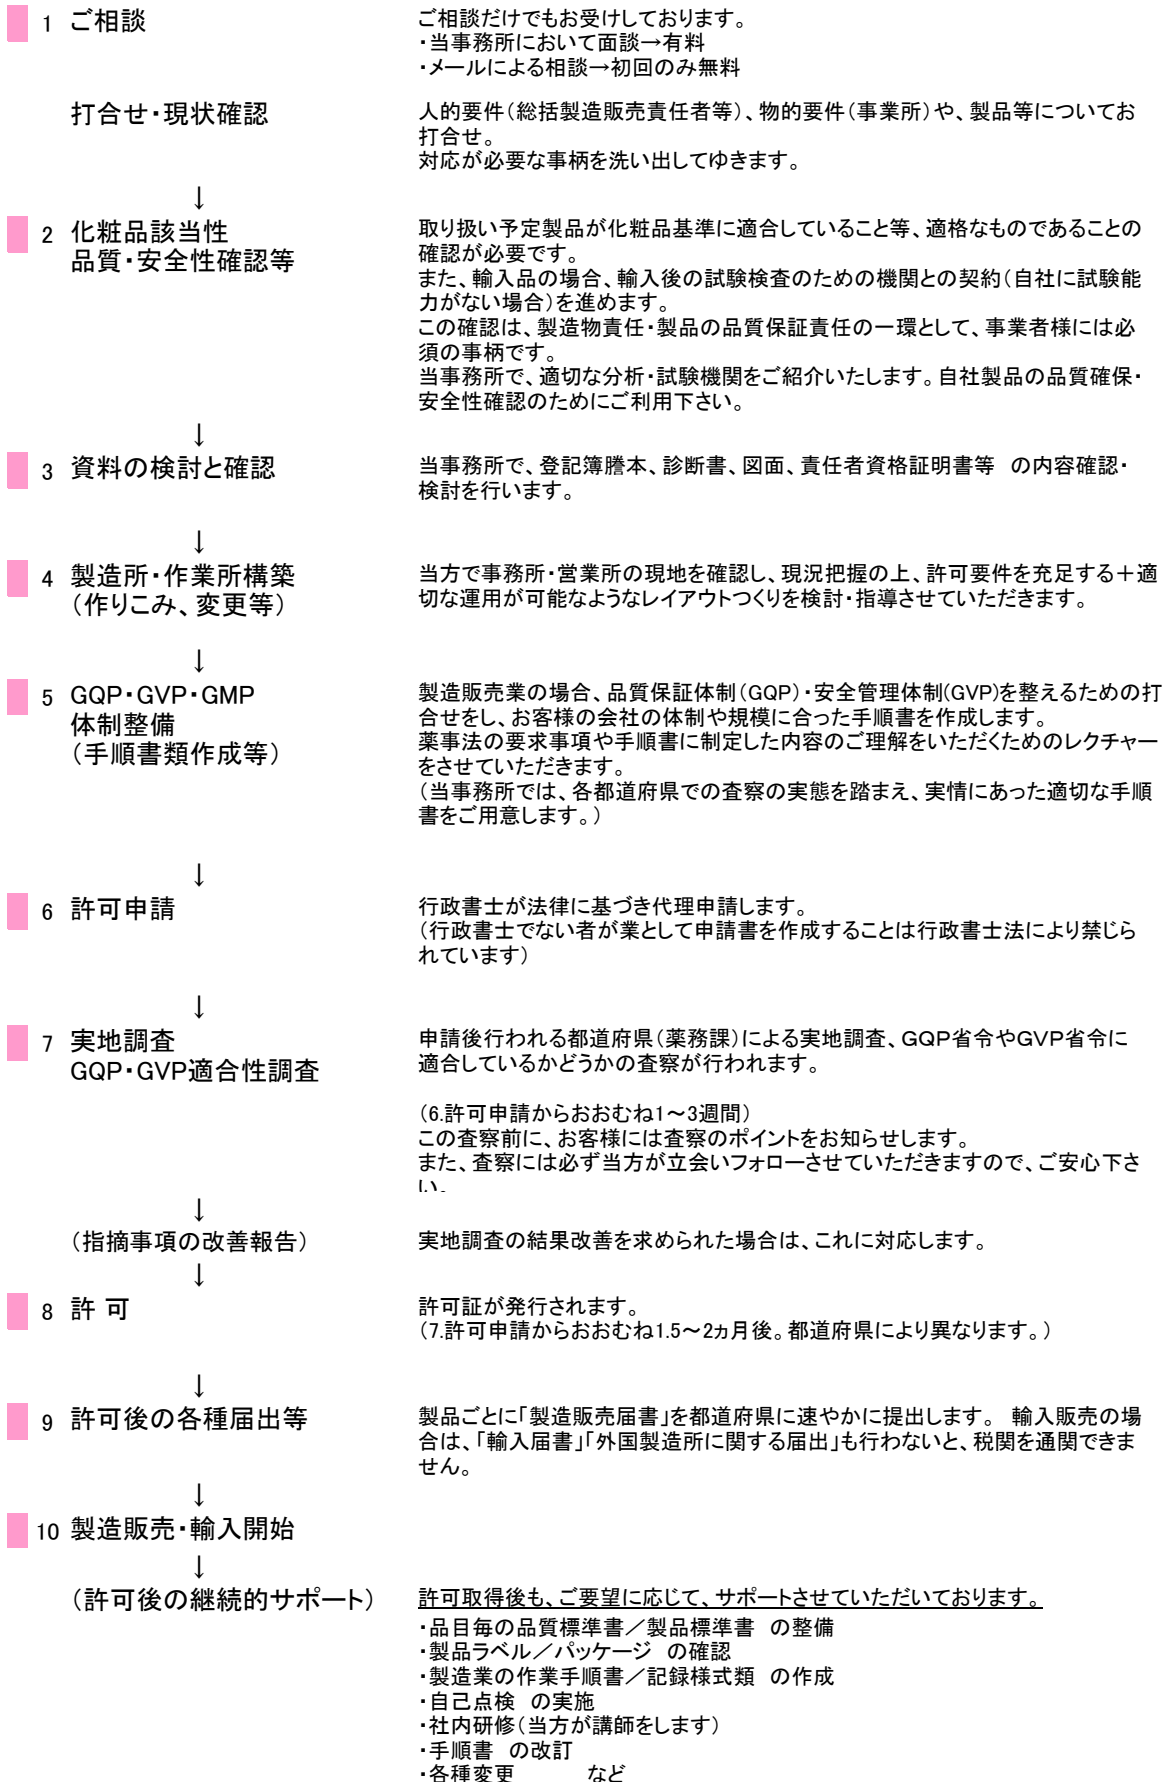 1 ご相談
ご相談だけでもお受けしております。
・当事務所において面談→有料
・メールによる相談→初回のみ無料
打合せ・現状確認
人的要件(総括製造販売責任者等)、物的要件(事業所)や、製品等についてお
打合せ。
対応が必要な事柄を洗い出してゆきます。
↓
2 化粧品該当性
品質・安全性確認等
取り扱い予定製品が化粧品基準に適合していること等、適格なものであることの
確認が必要です。
また、輸入品の場合、輸入後の試験検査のための機関との契約(自社に試験能
力がない場合)を進めます。
この確認は、製造物責任・製品の品質保証責任の一環として、事業者様には必
須の事柄です。
当事務所で、適切な分析・試験機関をご紹介いたします。自社製品の品質確保・
安全性確認のためにご利用下さい。
↓
3 資料の検討と確認
当事務所で、登記簿謄本、診断書、図面、責任者資格証明書等 の内容確認・
検討を行います。
↓
4 製造所・作業所構築
(作りこみ、変更等)
当方で事務所・営業所の現地を確認し、現況把握の上、許可要件を充足する+適
切な運用が可能なようなレイアウトつくりを検討・指導させていただきます。
↓
5 GQP・GVP・GMP
体制整備
(手順書類作成等)
製造販売業の場合、品質保証体制(GQP)・安全管理体制(GVP)を整えるための打
合せをし、お客様の会社の体制や規模に合った手順書を作成します。
薬事法の要求事項や手順書に制定した内容のご理解をいただくためのレクチャー
をさせていただきます。
(当事務所では、各都道府県での査察の実態を踏まえ、実情にあった適切な手順
書をご用意します。)
↓
6 許可申請
行政書士が法律に基づき代理申請します。
(行政書士でない者が業として申請書を作成することは行政書士法により禁じら
れています)
↓
7 実地調査
GQP・GVP適合性調査
申請後行われる都道府県(薬務課)による実地調査、GQP省令やGVP省令に
適合しているかどうかの査察が行われます。
(6.許可申請からおおむね1~3週間)
この査察前に、お客様には査察のポイントをお知らせします。
また、査察には必ず当方が立会いフォローさせていただきますので、ご安心下さ
い。
↓
(指摘事項の改善報告)
実地調査の結果改善を求められた場合は、これに対応します。
↓
8 許 可
許可証が発行されます。
(7.許可申請からおおむね1.5~2ヵ月後。都道府県により異なります。)
↓
9 許可後の各種届出等
製品ごとに「製造販売届書」を都道府県に速やかに提出します。 輸入販売の場
合は、「輸入届書」「外国製造所に関する届出」も行わないと、税関を通関できま
せん。
↓
10 製造販売・輸入開始
↓
(許可後の継続的サポート)
許可取得後も、ご要望に応じて、サポートさせていただいております。
・品目毎の品質標準書/製品標準書 の整備
・製品ラベル/パッケージ の確認
・製造業の作業手順書/記録様式類 の作成
・自己点検 の実施
・社内研修(当方が講師をします)
・手順書 の改訂
・各種変更 など